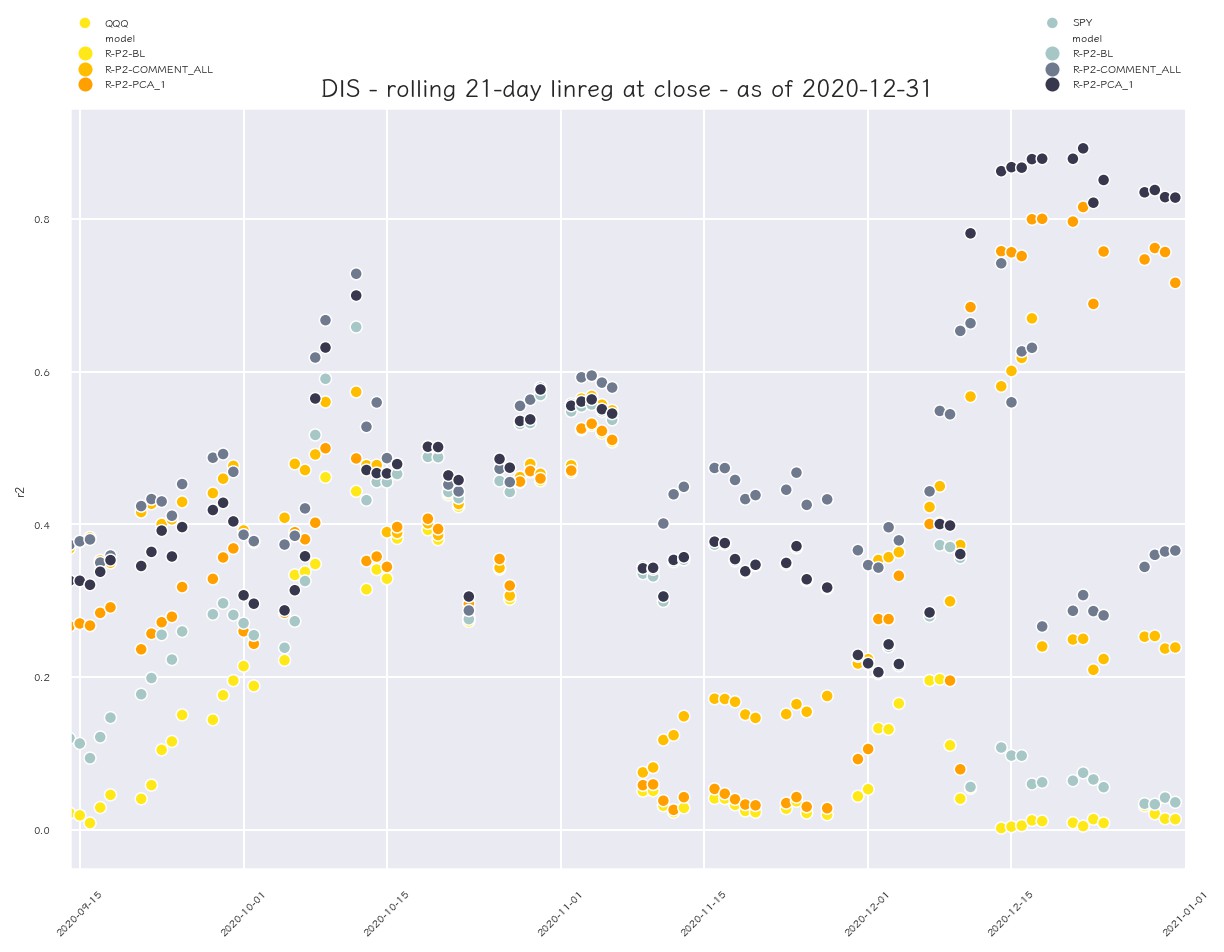 QQQ
model
R-P2-BL
R-P2-COMMENT_ALL
R-P2-PCA_1
SPY
model
R-P2-BL
R-P2-COMMENT_ALL
R-P2-PCA_1
DIS - rolling 21-day linreg at close - as of 2020-12-31
r2
0.8
0.6
0.4
0.2
0.0
2020-09-15
2020-10-01
2020-10-15
2020-11-01
2020-11-15
2020-12-01
2020-12-15
2021-01-01